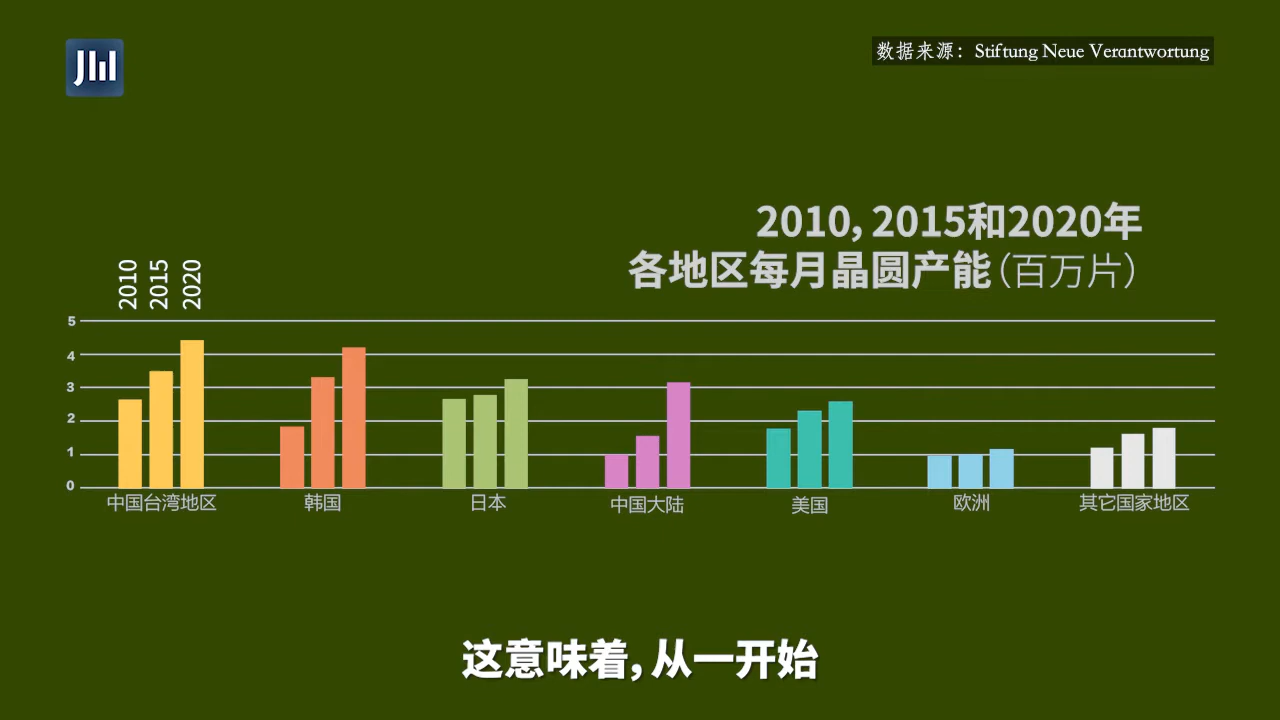 JW
数据来源：Stiftung Neue Verantwortung
2010，2015和2020年
各地区每月晶圆产能（百万片）
2010
2015
2020
5
4
3
2
1
0
中国台湾地区
韩国
日本
中国大陆
美国
欧洲
其它国家地区
这意味着，从一开始